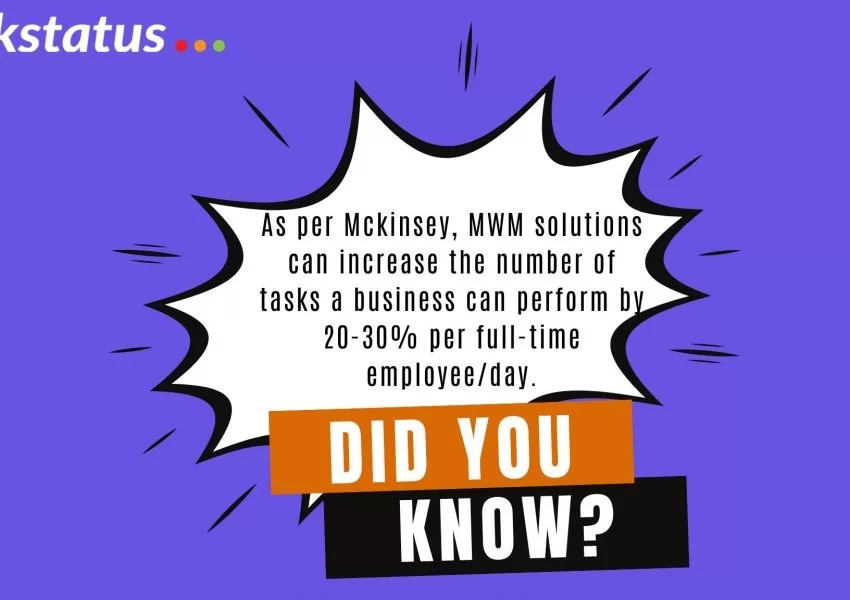 kstatus
As per Mckinsey, MWM solutions
can increase the number of
tasks a business can perform by
20-30% per full-time
employee/day.
DID YOU
KNOW?